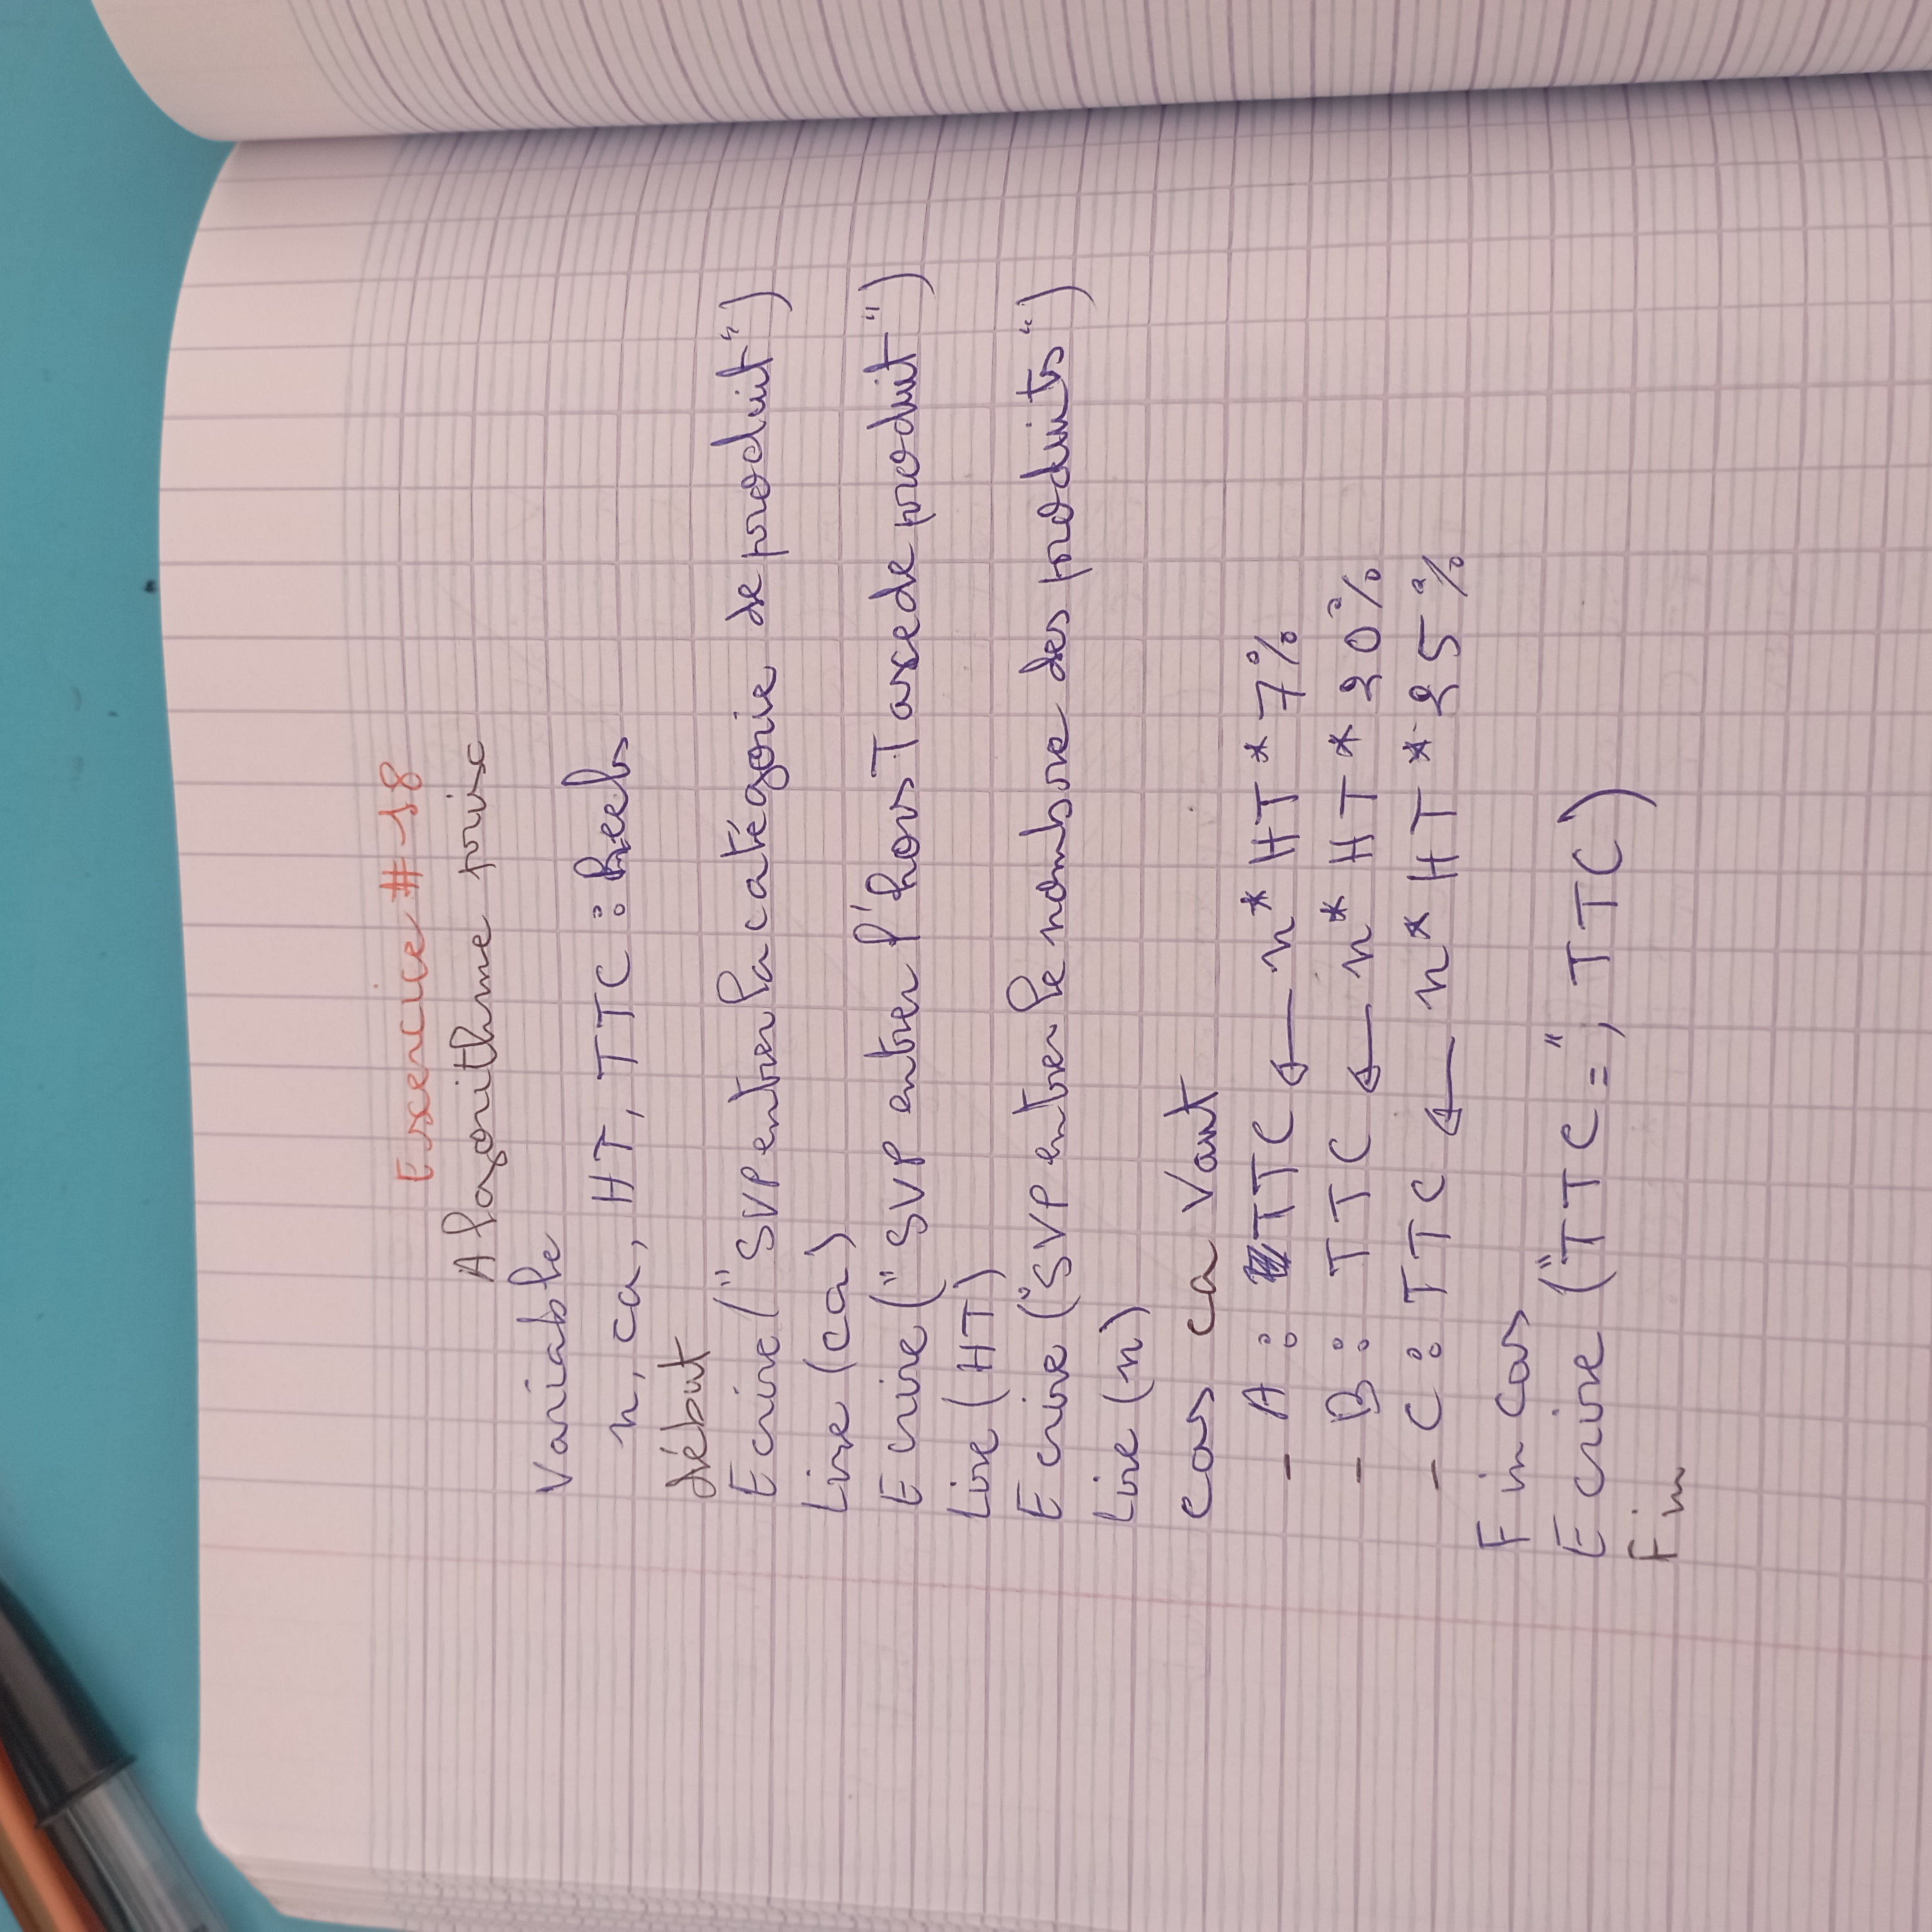 Exercice # 18
Algorithme prix
Variable
n, ca, HT, TTC : Reels
début
Ecrire ("SVP entrer la catégorie de produit")
Lire (ca)
Ecrire ("SVP entrer l'hors Taxe de produit")
Lire (HT)
Ecrire ("SVP entrer le nombre des produits")
Lire (n)
cas ca Vaut
- A : TTC ← n * HT * 7%
- B : TTC ← n * HT * 20%
- C : TTC ← n * HT * 25%
Fin cas
Ecrire ("TTC=", TTC)
Fin